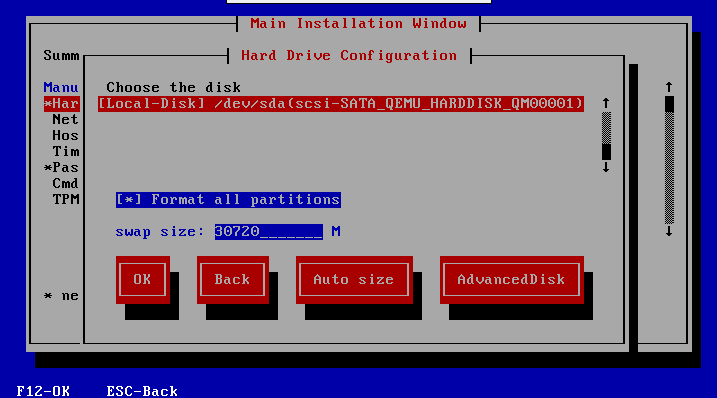 Main Installation Window
Summ
Hard Drive Configuration
Manu
Choose the disk
*Har
[Local-Disk] /dev/sda(scsi-SATA_QEMU_HARDDISK_QM00001)
↑
↑
Net
Hos
Tim
*Pas
↓
Cmd
TPM
[*] Format all partitions
swap size: 30720_______ M
↓
OK
Back
Auto size
AdvancedDisk
* ne
F12-OK ESC-Back